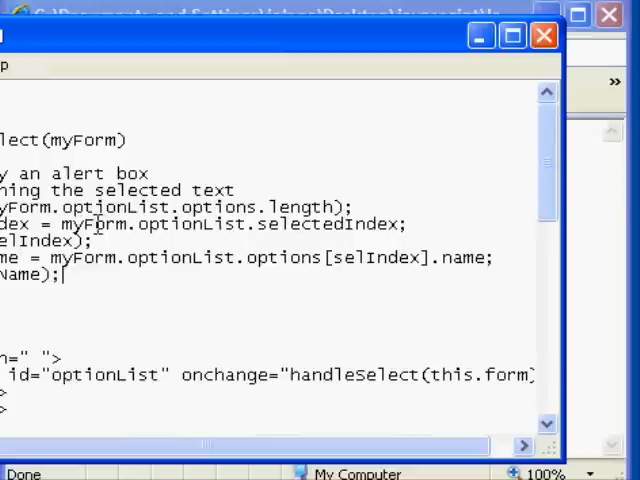 p
lect(myForm)
y an alert box
ning the selected text
yForm.optionList.options.length);
dex = myForm.optionList.selectedIndex;
elIndex);
me = myForm.optionList.options[selIndex].name;
Name);
n=" ">
id="optionList" onchange="handleSelect(this.form)
>
>
Done
My Computer
100%